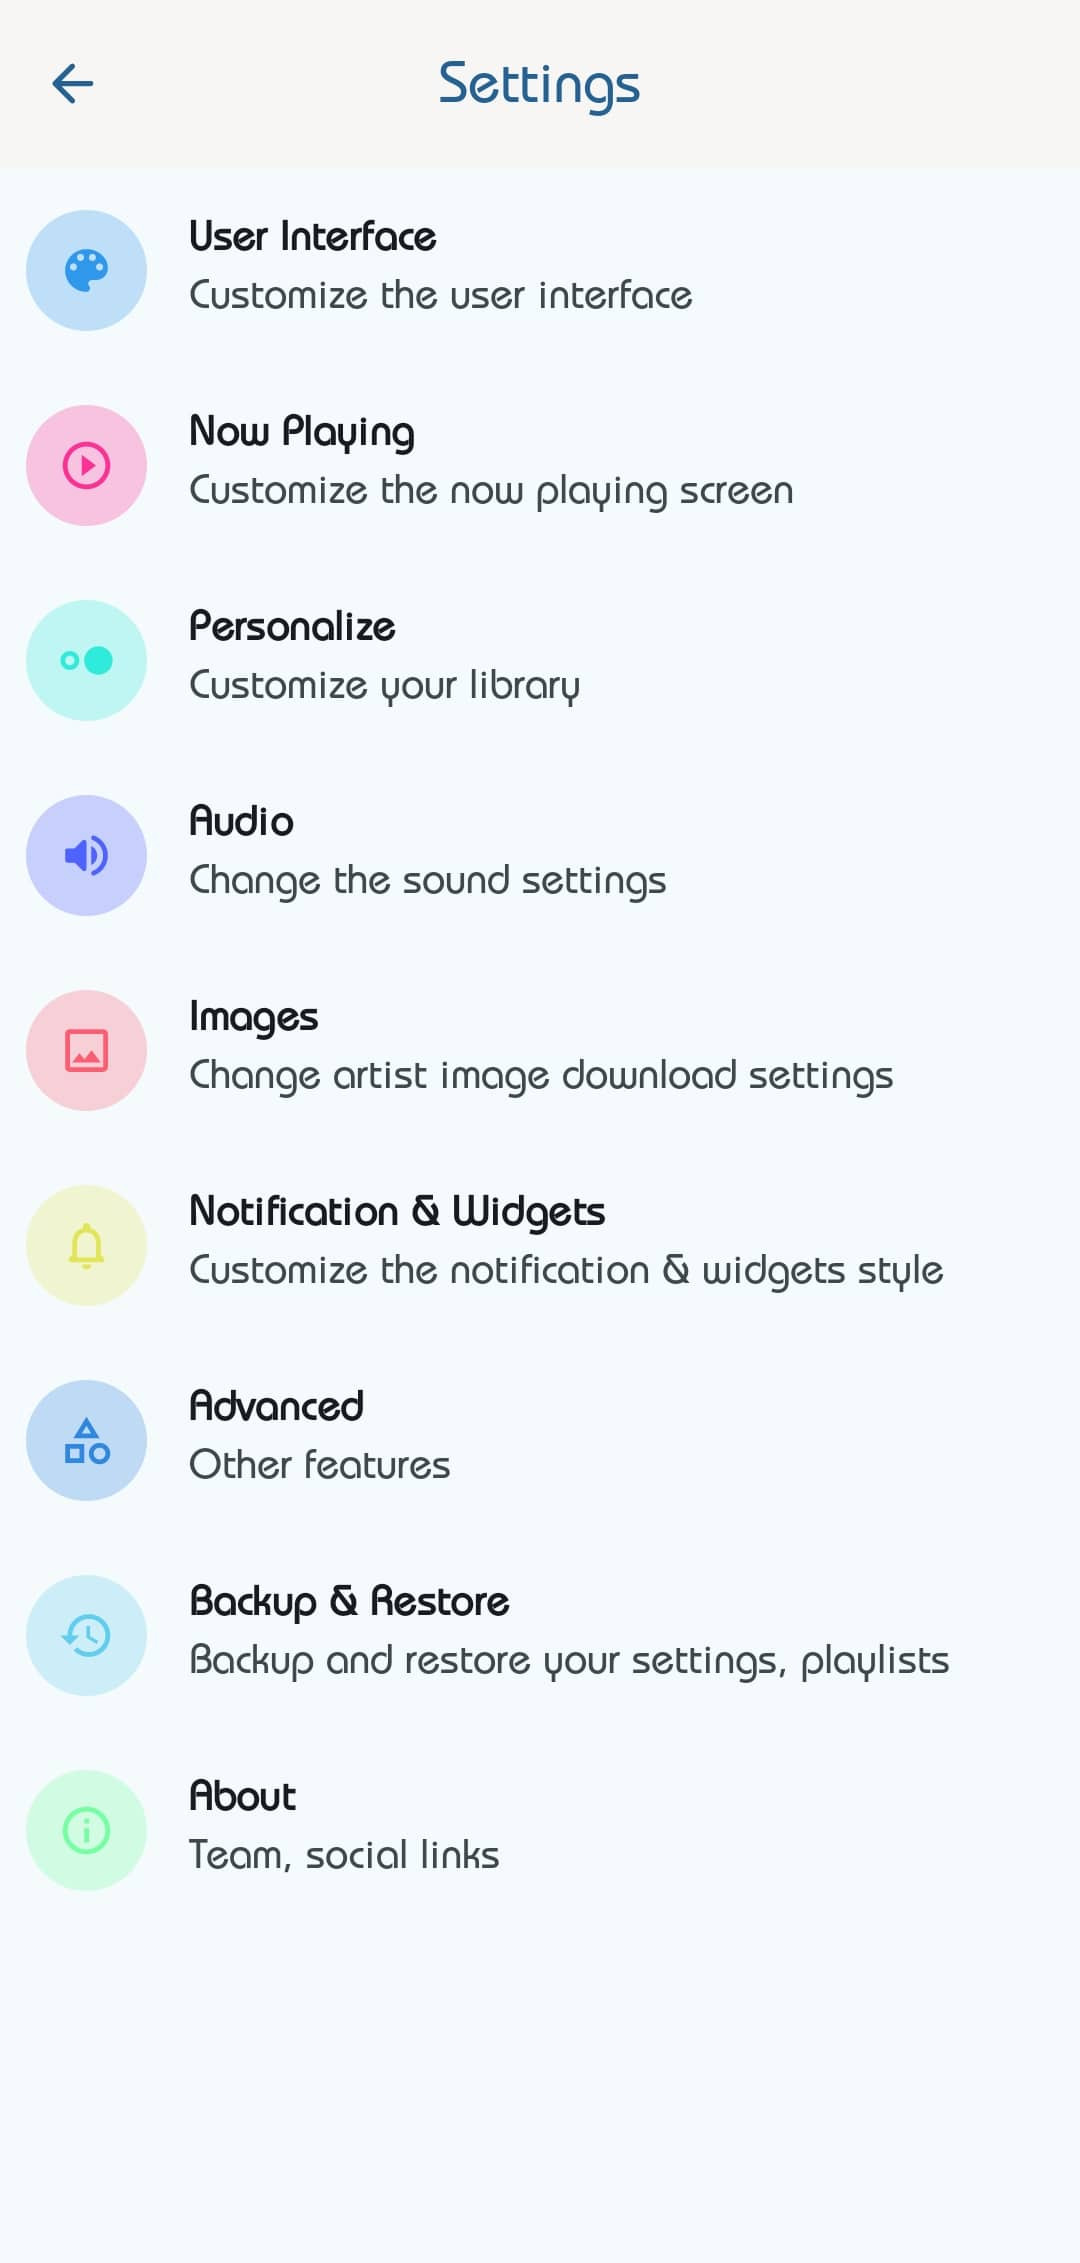 Settings
User Interface
Customize the user interface
Now Playing
Customize the now playing screen
Personalize
Customize your library
Audio
Change the sound settings
Images
Change artist image download settings
Notification & Widgets
Customize the notification & widgets style
Advanced
Other features
Backup & Restore
Backup and restore your settings, playlists
About
Team, social links